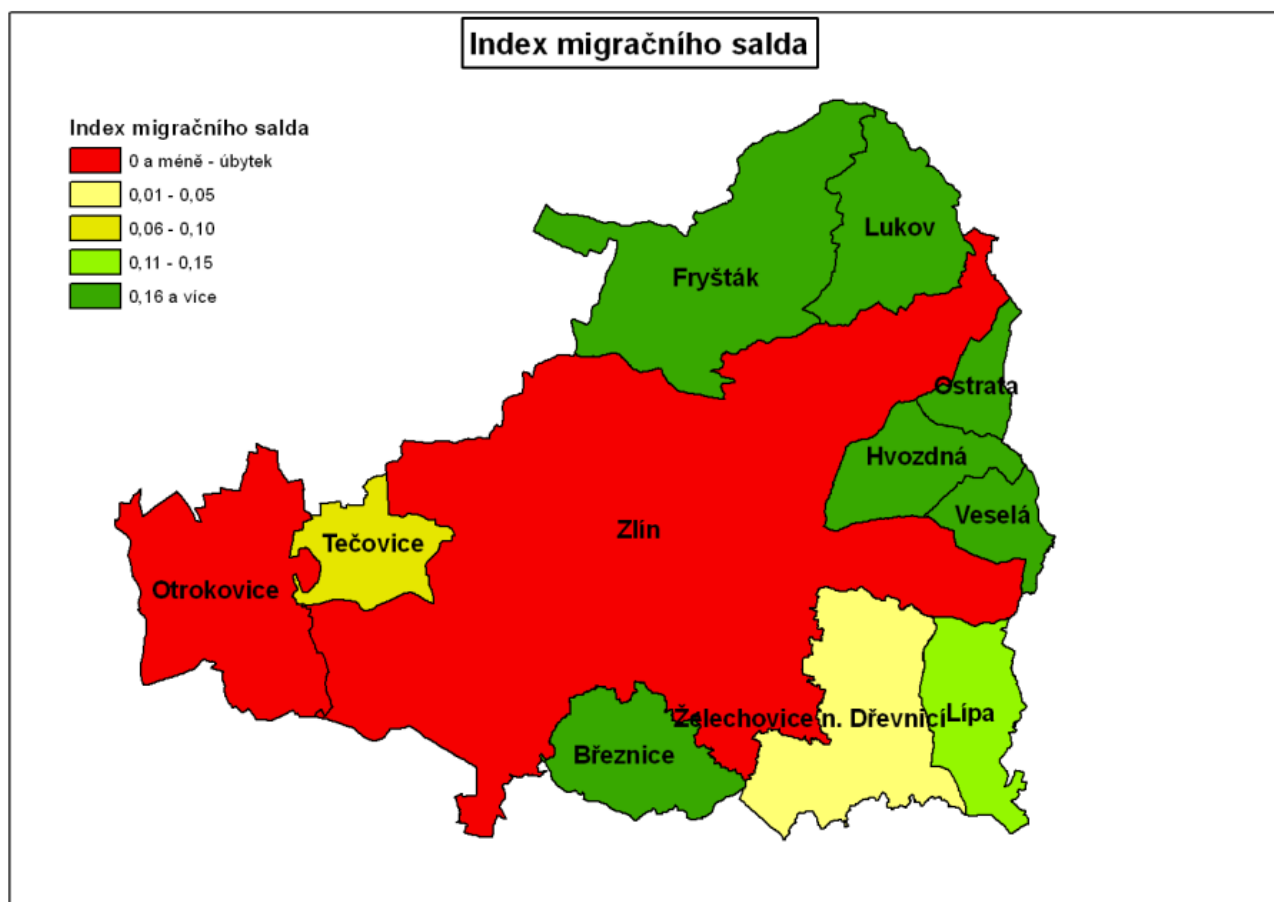 Index migračního salda
Index migračního salda
0 a méně - úbytek
0,01 - 0,05
0,06 - 0,10
0,11 - 0,15
0,16 a více
Lukov
Fryšták
Ostrata
Hvozdná
Veselá
Zlín
Tečovice
Otrokovice
Želechovice n. Dřevnicí
Lípa
Březnice